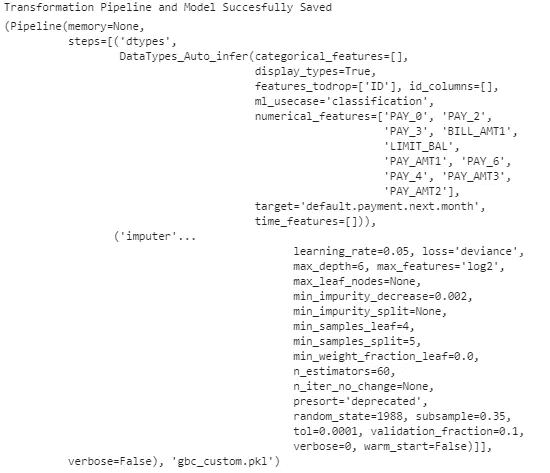 Transformation Pipeline and Model Succesfully Saved
(Pipeline(memory=None,
steps=[('dtypes',
DataTypes_Auto_infer(categorical_features=[],
display_types=True,
features_todrop=['ID'], id_columns=[],
ml_usecase='classification',
numerical_features=['PAY_0', 'PAY_2',
'PAY_3', 'BILL_AMT1',
'LIMIT_BAL',
'PAY_AMT1', 'PAY_6',
'PAY_4', 'PAY_AMT3',
'PAY_AMT2'],
target='default.payment.next.month',
time_features=[])),
('imputer'...
learning_rate=0.05, loss='deviance',
max_depth=6, max_features='log2',
max_leaf_nodes=None,
min_impurity_decrease=0.002,
min_impurity_split=None,
min_samples_leaf=4,
min_samples_split=5,
min_weight_fraction_leaf=0.0,
n_estimators=60,
n_iter_no_change=None,
presort='deprecated',
random_state=1988, subsample=0.35,
tol=0.0001, validation_fraction=0.1,
verbose=0, warm_start=False)]],
verbose=False), 'gbc_custom.pkl')